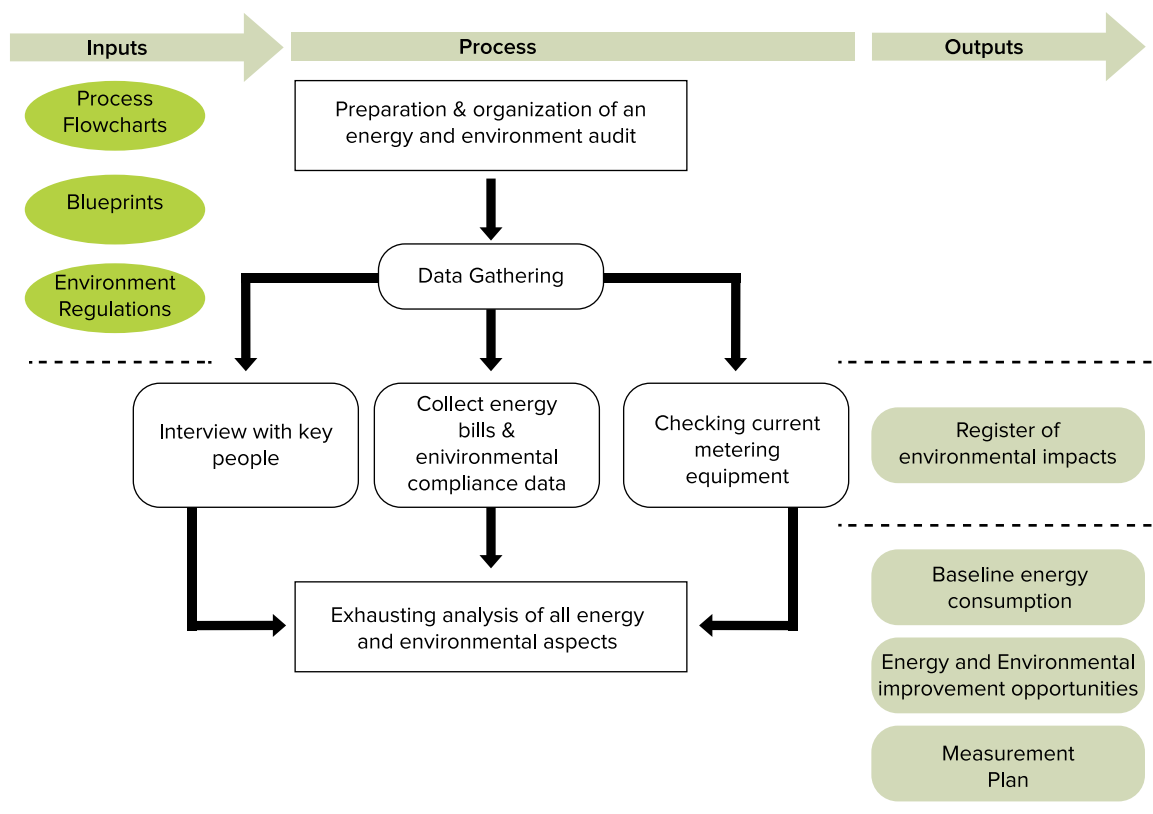 Inputs
Process
Outputs
Process
Flowcharts
Blueprints
Environment
Regulations
Preparation & organization of an
energy and environment audit
Data Gathering
Interview with key
people
Collect energy
bills &
enivironmental
compliance data
Checking current
metering
equipment
Exhausting analysis of all energy
and environmental aspects
Register of
environmental impacts
Baseline energy
consumption
Energy and Environmental
improvement opportunities
Measurement
Plan